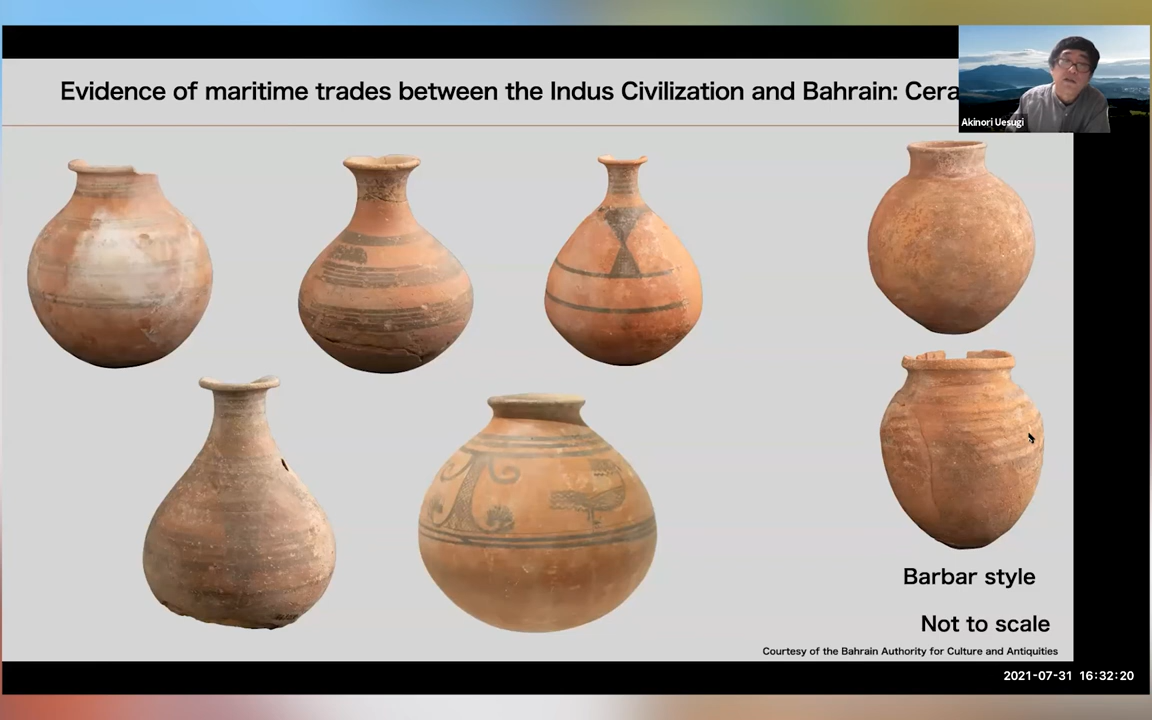 Evidence of maritime trades between the Indus Civilization and Bahrain: Cera
Akinori Uesugi
Barbar style
Not to scale
Courtesy of the Bahrain Authority for Culture and Antiquities
2021-07-31 16:32:20